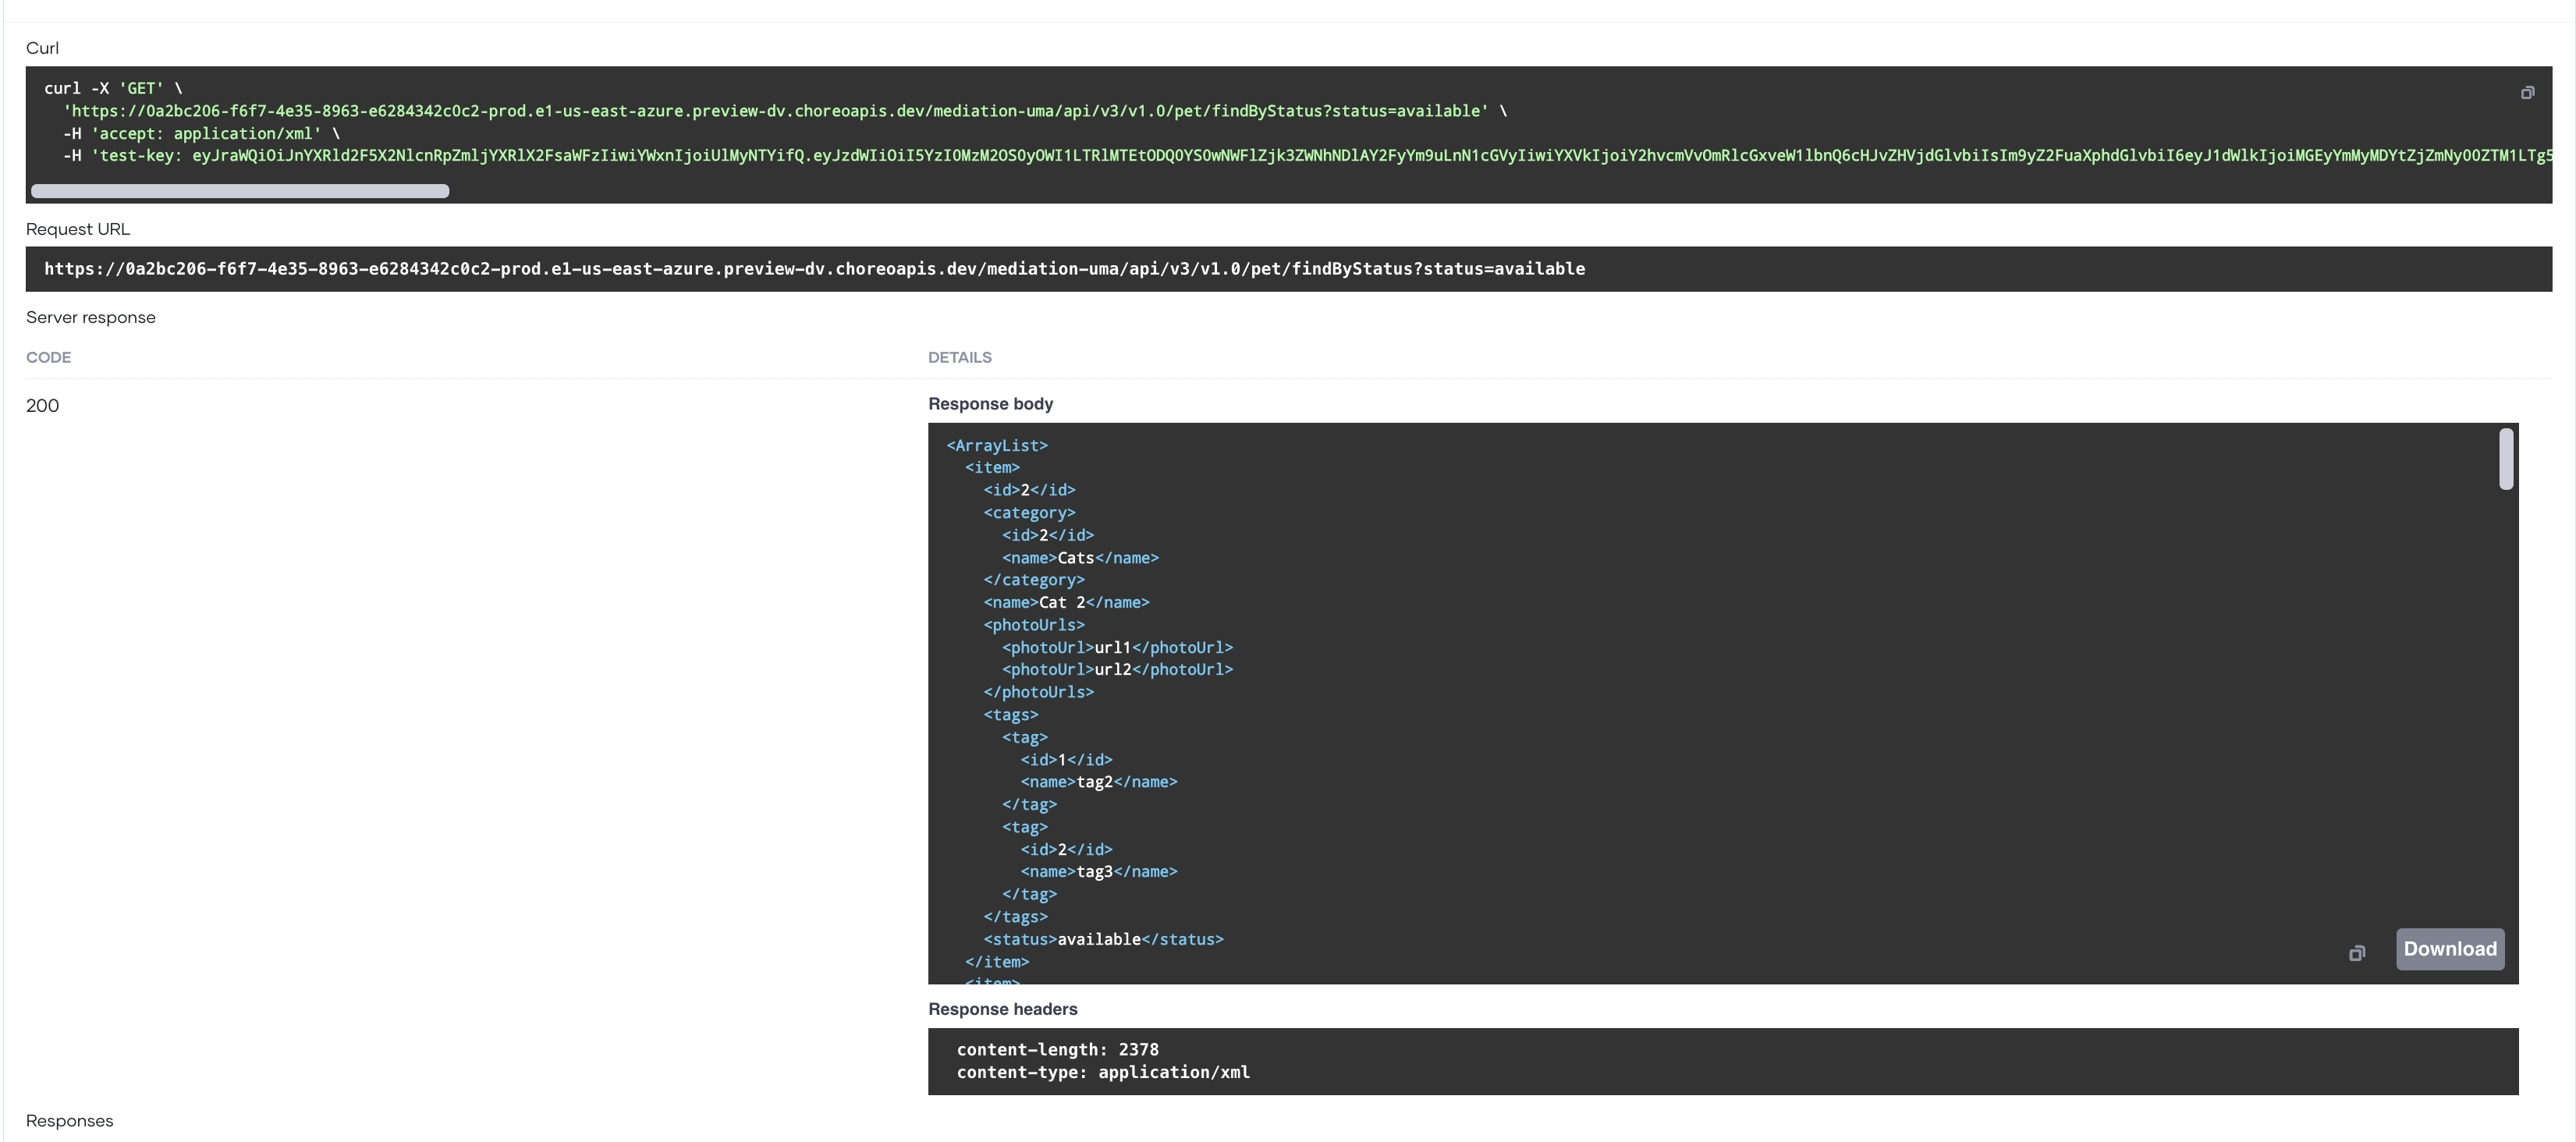 Curl
curl -X 'GET' \
'https://0a2bc206-f6f7-4e35-8963-e6284342c0c2-prod.e1-us-east-azure.preview-dv.choreoapis.dev/mediation-uma/api/v3/v1.0/pet/findByStatus?status=available' \
-H 'accept: application/xml' \
-H 'test-key: eyJraWQiOiJnYXRld2F5X2NlcnRpZmljYXRlX2FsaWFzIiwiYWxnIjoiUlMyNTYifQ.eyJzdWIiOiI5YzI0MzM2OS0yOWI1LTRlMTEtODQ0YS0wNWFlZjk3ZWNhNDlAY2FyYm9uLnN1cGVyIiwiYXVkIjoiY2hvcmVvOmRlcGxveW1lbnQ6cHJvZHVjdGlvbiIsIm9yZ2FuaXphdGlvbiI6eyJ1dWlkIjoiMGEyYmMyMDYtZjZmNy00ZTM1LTg5
Request URL
https://0a2bc206-f6f7-4e35-8963-e6284342c0c2-prod.e1-us-east-azure.preview-dv.choreoapis.dev/mediation-uma/api/v3/v1.0/pet/findByStatus?status=available
Server response
CODE DETAILS
200
Response body
<ArrayList>
<item>
<id>2</id>
<category>
<id>2</id>
<name>Cats</name>
</category>
<name>Cat 2</name>
<photoUrls>
<photoUrl>url1</photoUrl>
<photoUrl>url2</photoUrl>
</photoUrls>
<tags>
<tag>
<id>1</id>
<name>tag2</name>
</tag>
<tag>
<id>2</id>
<name>tag3</name>
</tag>
</tags>
<status>available</status>
</item>
<item>
Download
Response headers
content-length: 2378
content-type: application/xml
Responses